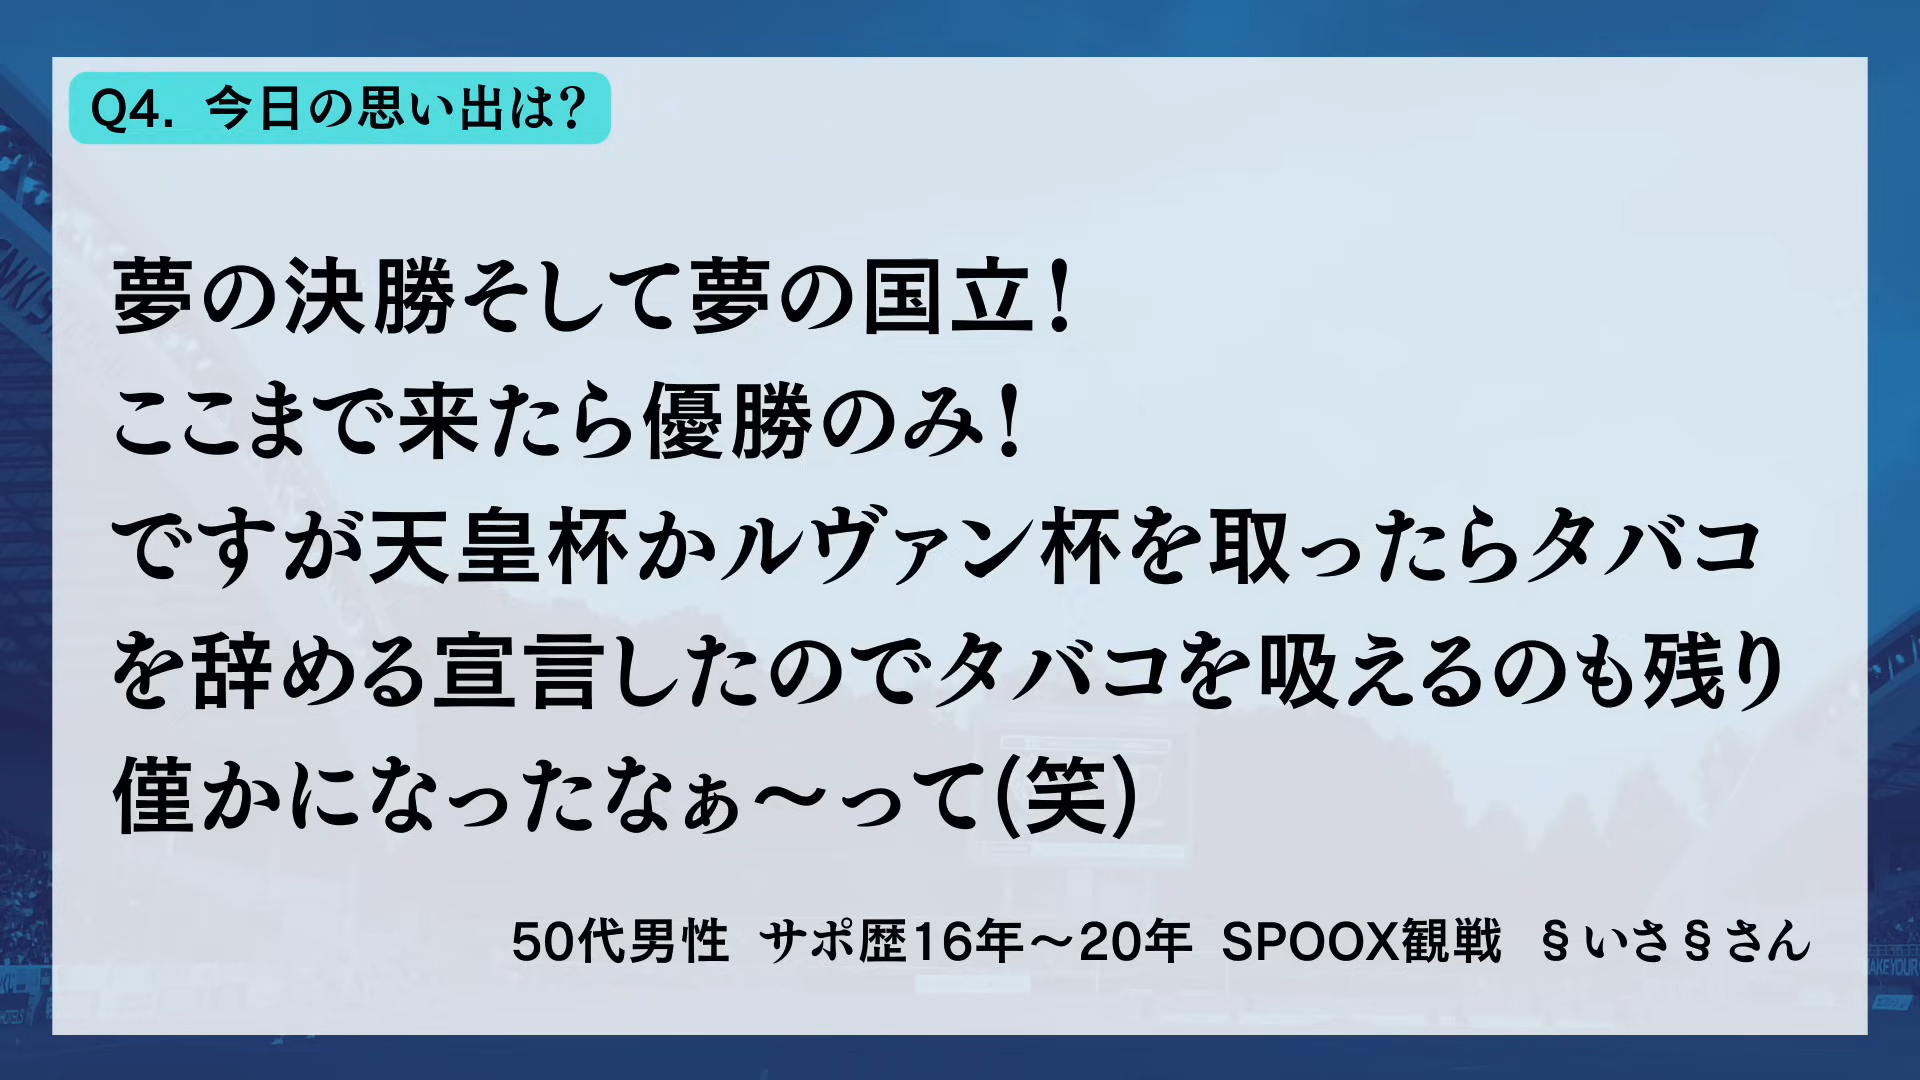 Q4. 今日の思い出は？
夢の決勝そして夢の国立！
ここまで来たら優勝のみ！
ですが天皇杯かルヴァン杯を取ったらタバコ
を辞める宣言したのでタバコを吸えるのも残り
僅かになったなぁ〜って(笑)
50代男性 サポ歴16年〜20年 SPOOX観戦 §いさ§さん